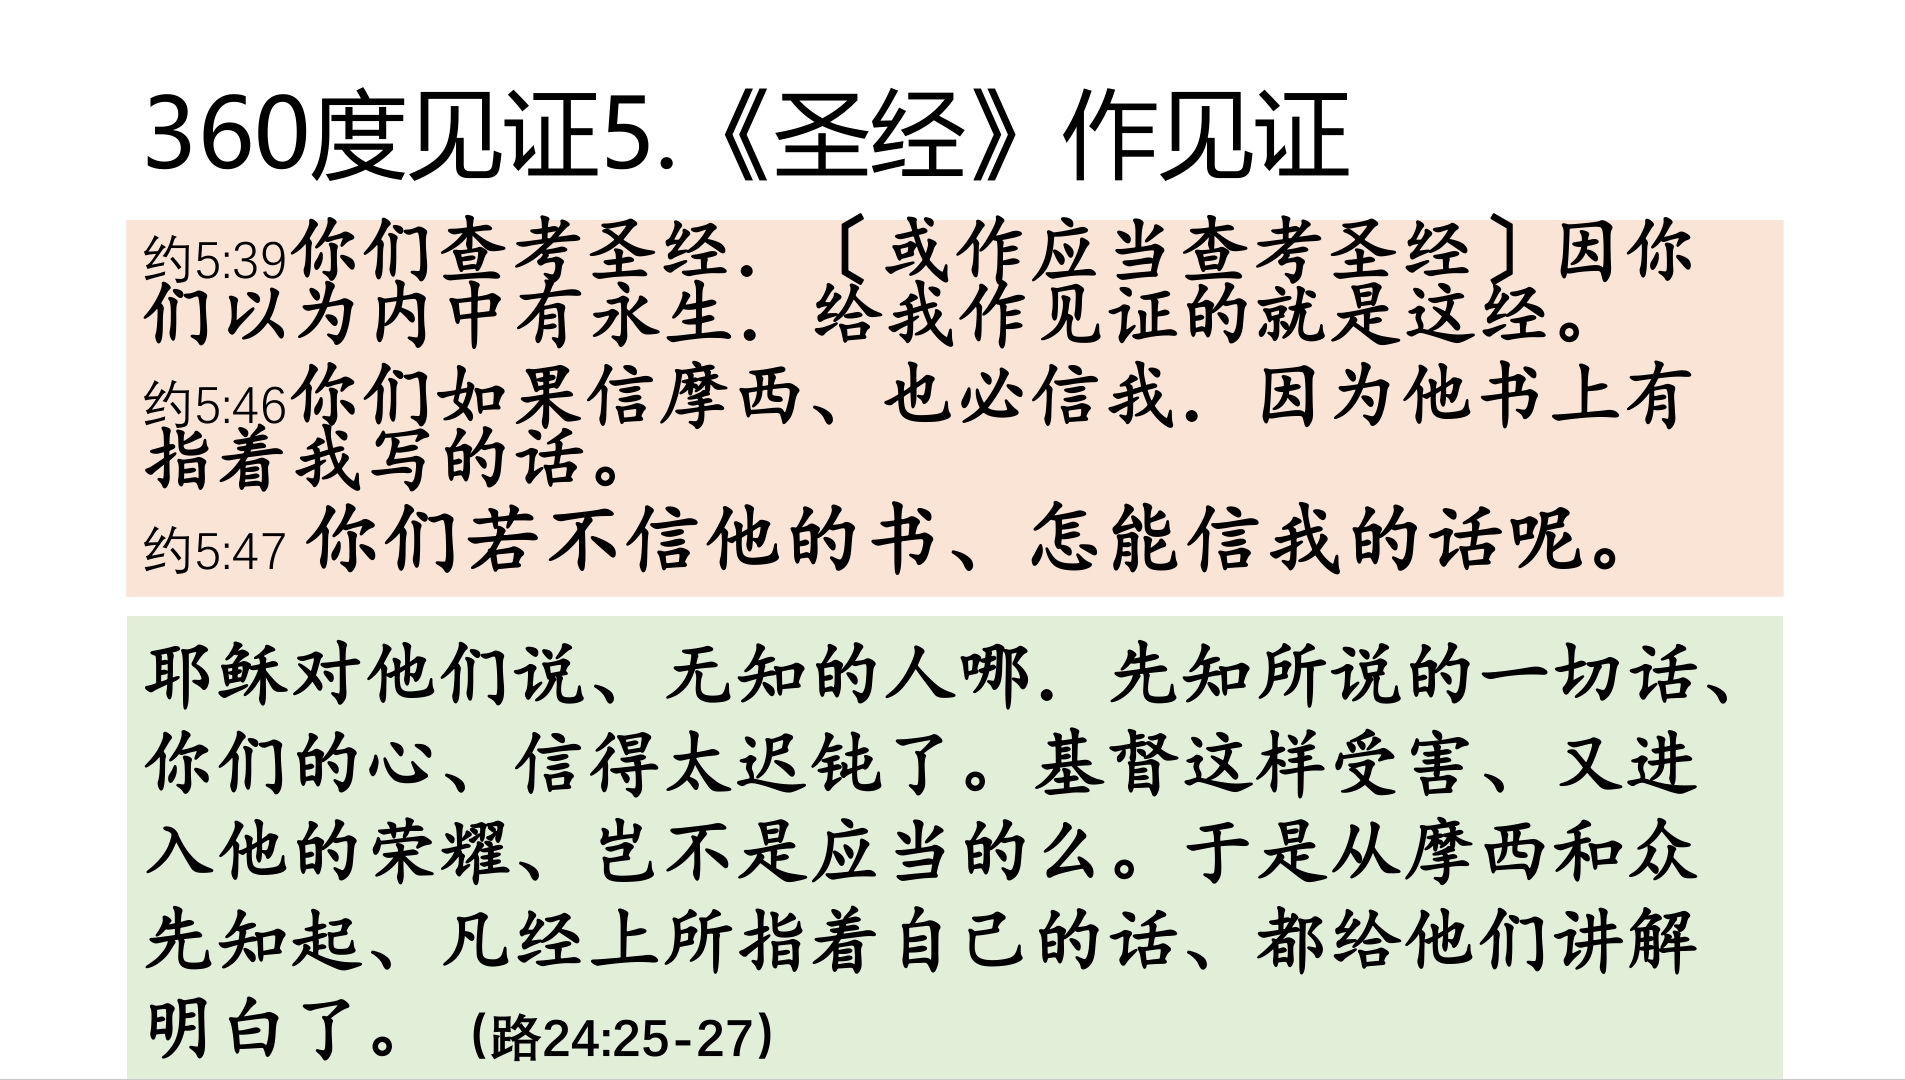 360度见证5.《圣经》作见证
约5:39你们查考圣经．〔或作应当查考圣经〕因你
们以为内中有永生．给我作见证的就是这经。
约5:46你们如果信摩西、也必信我．因为他书上有
指着我写的话。
约5:47 你们若不信他的书、怎能信我的话呢。
耶稣对他们说、无知的人哪．先知所说的一切话、
你们的心、信得太迟钝了。基督这样受害、又进
入他的荣耀、岂不是应当的么。于是从摩西和众
先知起、凡经上所指着自己的话、都给他们讲解
明白了。（路24:25-27）